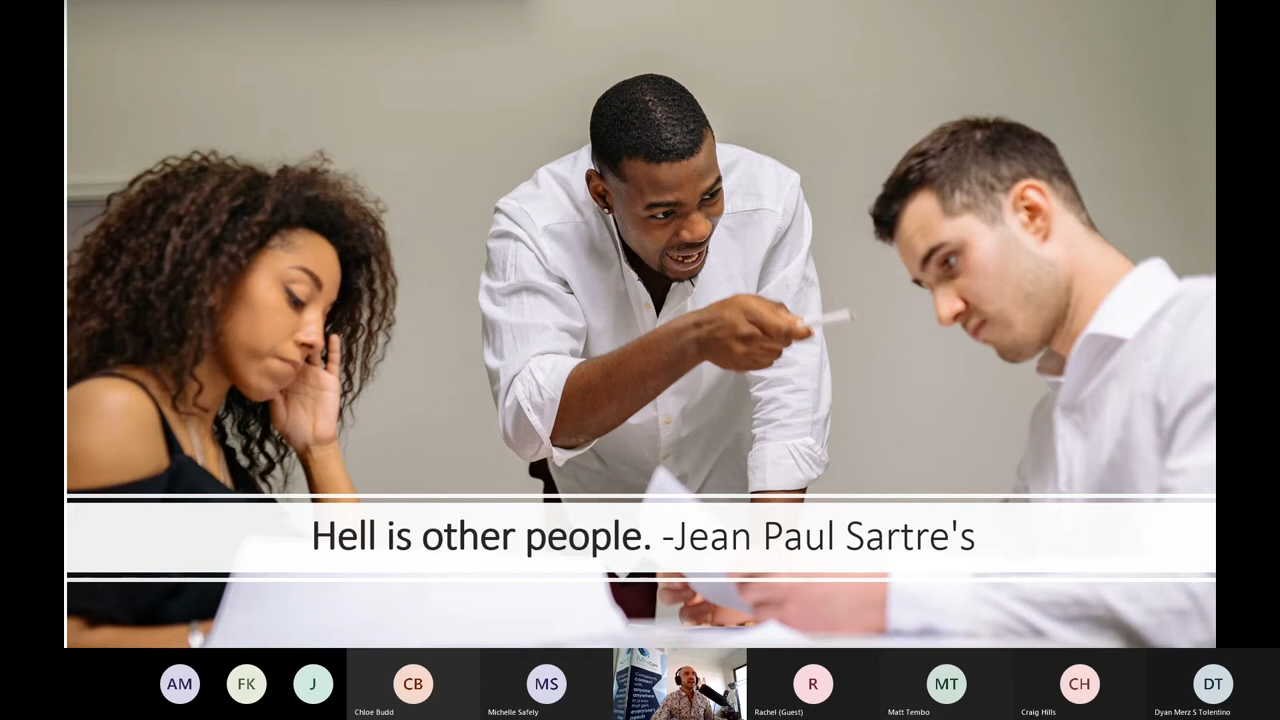 Hell is other people. -Jean Paul Sartre's
AM
FK
J
CB
Chloe Budd
MS
Michelle Safely
R
Rachel (Guest)
MT
Matt Tembo
CH
Craig Hills
DT
Dyan Merz S Tolentino